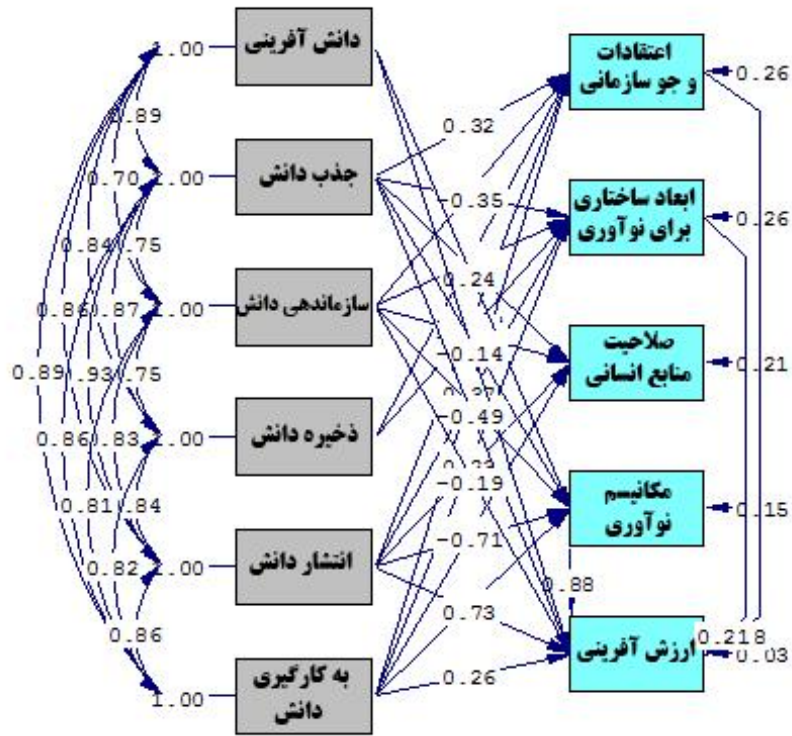 1.00
دانش آفرینی
1.00
جذب دانش
1.00
سازماندهی دانش
1.00
ذخیره دانش
1.00
انتشار دانش
1.00
به کارگیری
دانش
0.89
0.70
0.84
0.75
0.86
0.87
0.89
0.93
0.75
0.86
0.83
0.81
0.84
0.82
0.86
0.32
-0.35
0.24
-0.14
-0.49
-0.19
-0.71
0.73
0.26
0.88
اعتقادات
و جو سازمانی
0.26
ابعاد ساختاری
برای نوآوری
0.26
صلاحیت
منابع انسانی
0.21
مکانیسم
نوآوری
0.15
ارزش آفرینی
0.03